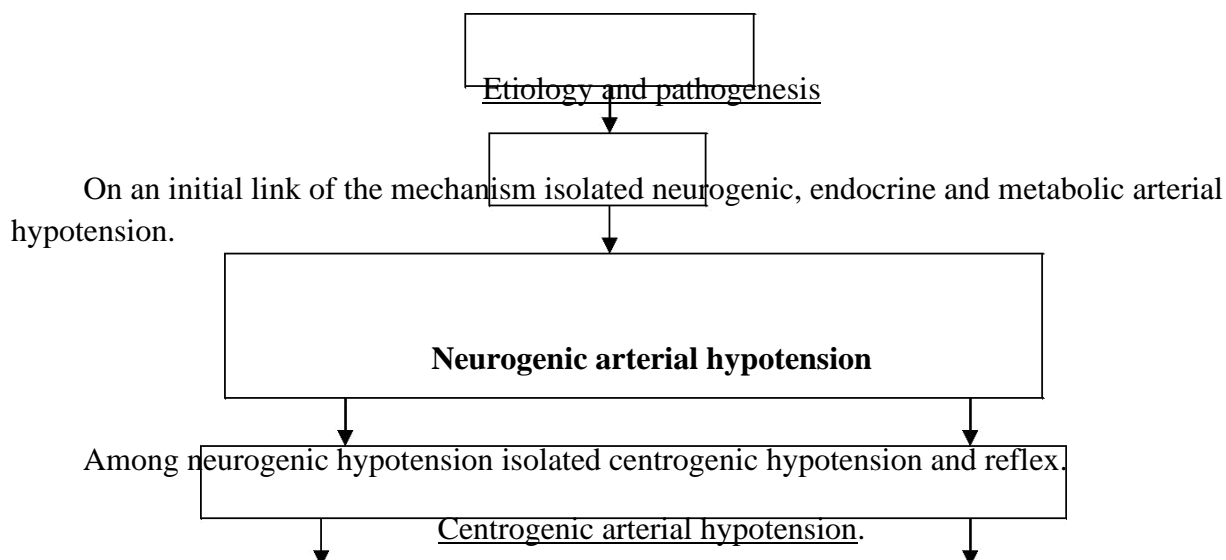 Etiology and pathogenesis
On an initial link of the mechanism isolated neurogenic, endocrine and metabolic arterial
hypotension.
Neurogenic arterial hypotension
Among neurogenic hypotension isolated centrogenic hypotension and reflex.
Centrogenic arterial hypotension.